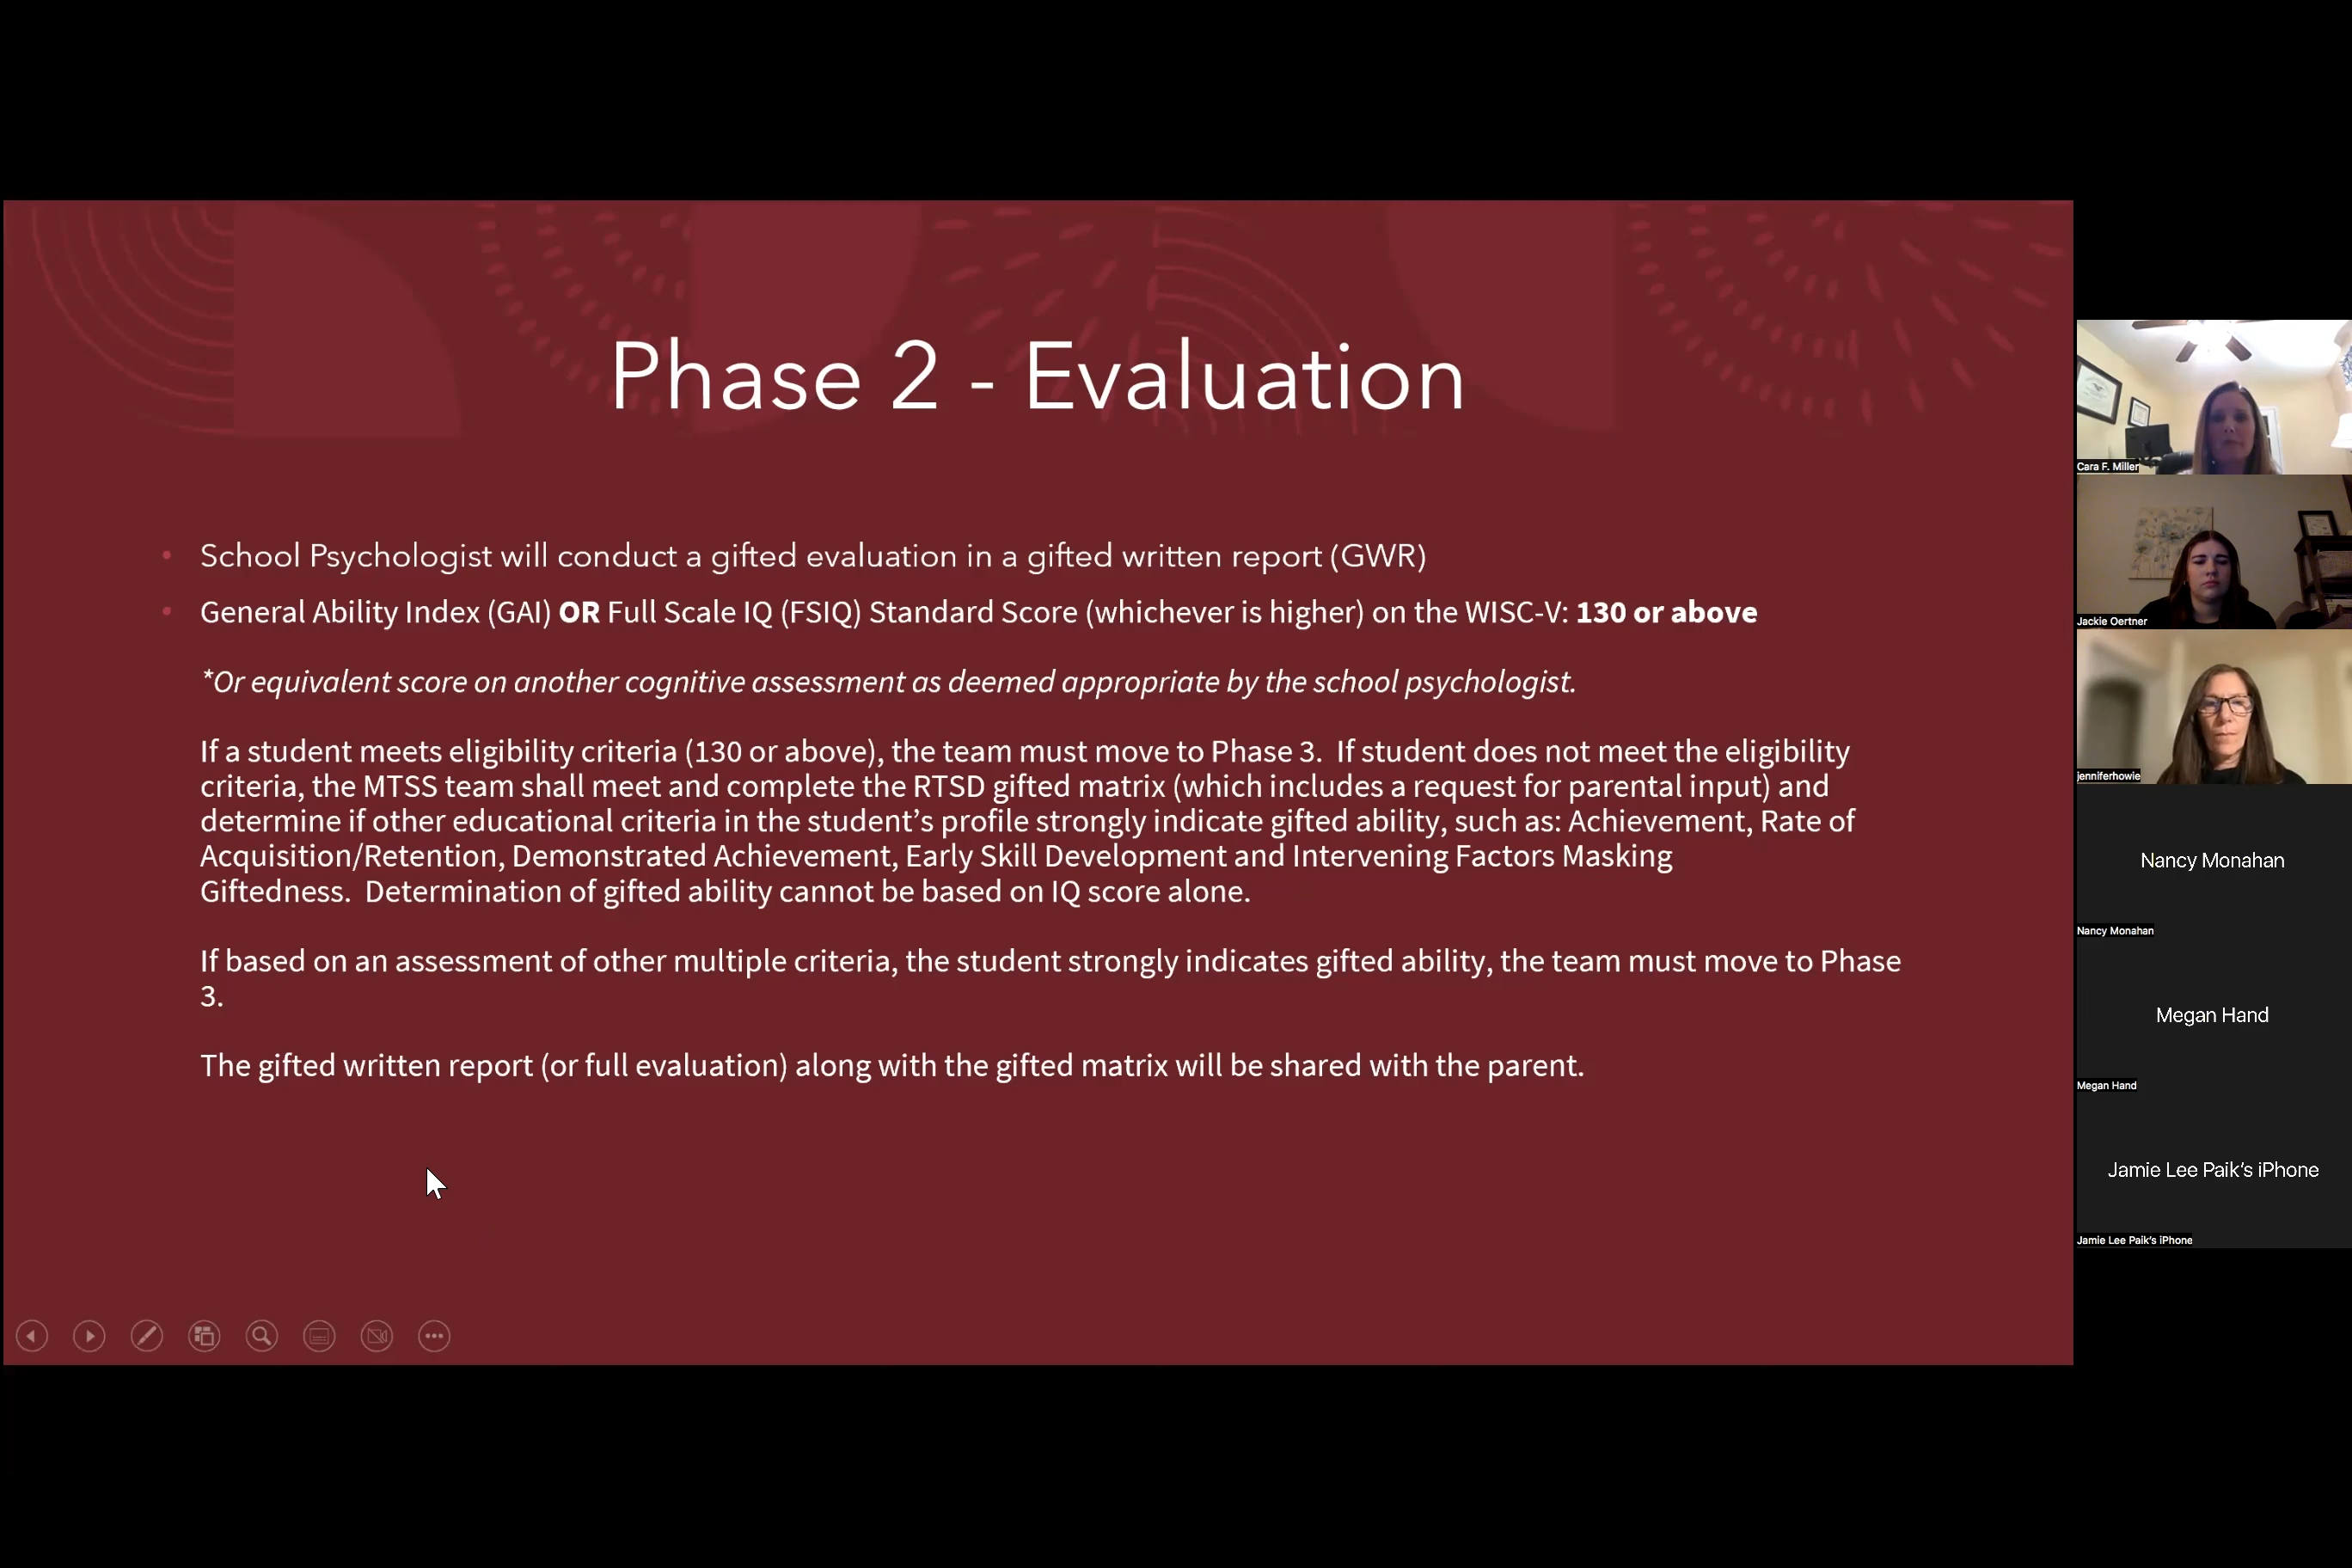 Phase 2 - Evaluation
• School Psychologist will conduct a gifted evaluation in a gifted written report (GWR)
• General Ability Index (GAI) OR Full Scale IQ (FSIQ) Standard Score (whichever is higher) on the WISC-V: 130 or above
*Or equivalent score on another cognitive assessment as deemed appropriate by the school psychologist.
If a student meets eligibility criteria (130 or above), the team must move to Phase 3.  If student does not meet the eligibility
criteria, the MTSS team shall meet and complete the RTSD gifted matrix (which includes a request for parental input) and
determine if other educational criteria in the student’s profile strongly indicate gifted ability, such as: Achievement, Rate of
Acquisition/Retention, Demonstrated Achievement, Early Skill Development and Intervening Factors Masking
Giftedness.  Determination of gifted ability cannot be based on IQ score alone.
If based on an assessment of other multiple criteria, the student strongly indicates gifted ability, the team must move to Phase
3.
The gifted written report (or full evaluation) along with the gifted matrix will be shared with the parent.
Cara F. Miller
Jackie Oertner
jenniferhowie
Nancy Monahan
Nancy Monahan
Megan Hand
Megan Hand
Jamie Lee Paik’s iPhone
Jamie Lee Paik’s iPhone